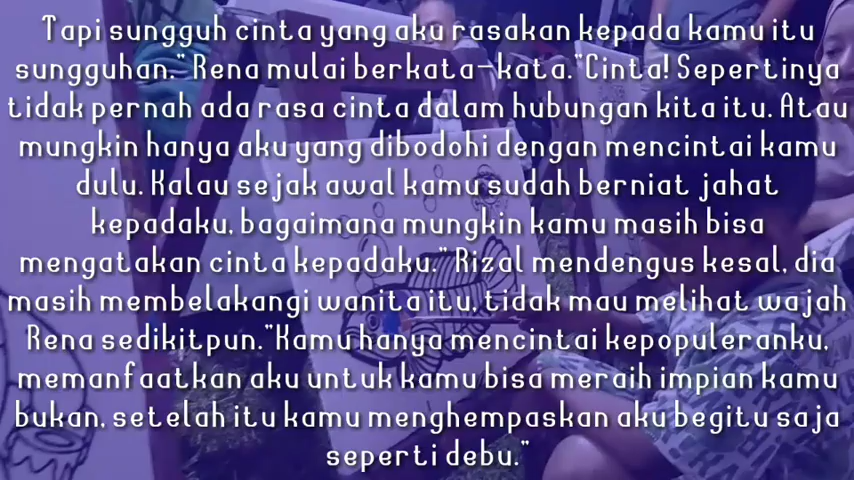 Tapi sungguh cinta yang aku rasakan kepada kamu itu
sungguhan." Rena mulai berkata-kata."Cinta! Sepertinya
tidak pernah ada rasa cinta dalam hubungan kita itu. Atau
mungkin hanya aku yang dibodohi dengan mencintai kamu
dulu. Kalau sejak awal kamu sudah berniat jahat
kepadaku, bagaimana mungkin kamu masih bisa
mengatakan cinta kepadaku." Rizal mendengus kesal, dia
masih membelakangi wanita itu, tidak mau melihat wajah
Rena sedikitpun."Kamu hanya mencintai kepopuleranku,
memanfaatkan aku untuk kamu bisa meraih impian kamu
bukan, setelah itu kamu menghempaskan aku begitu saja
seperti debu."